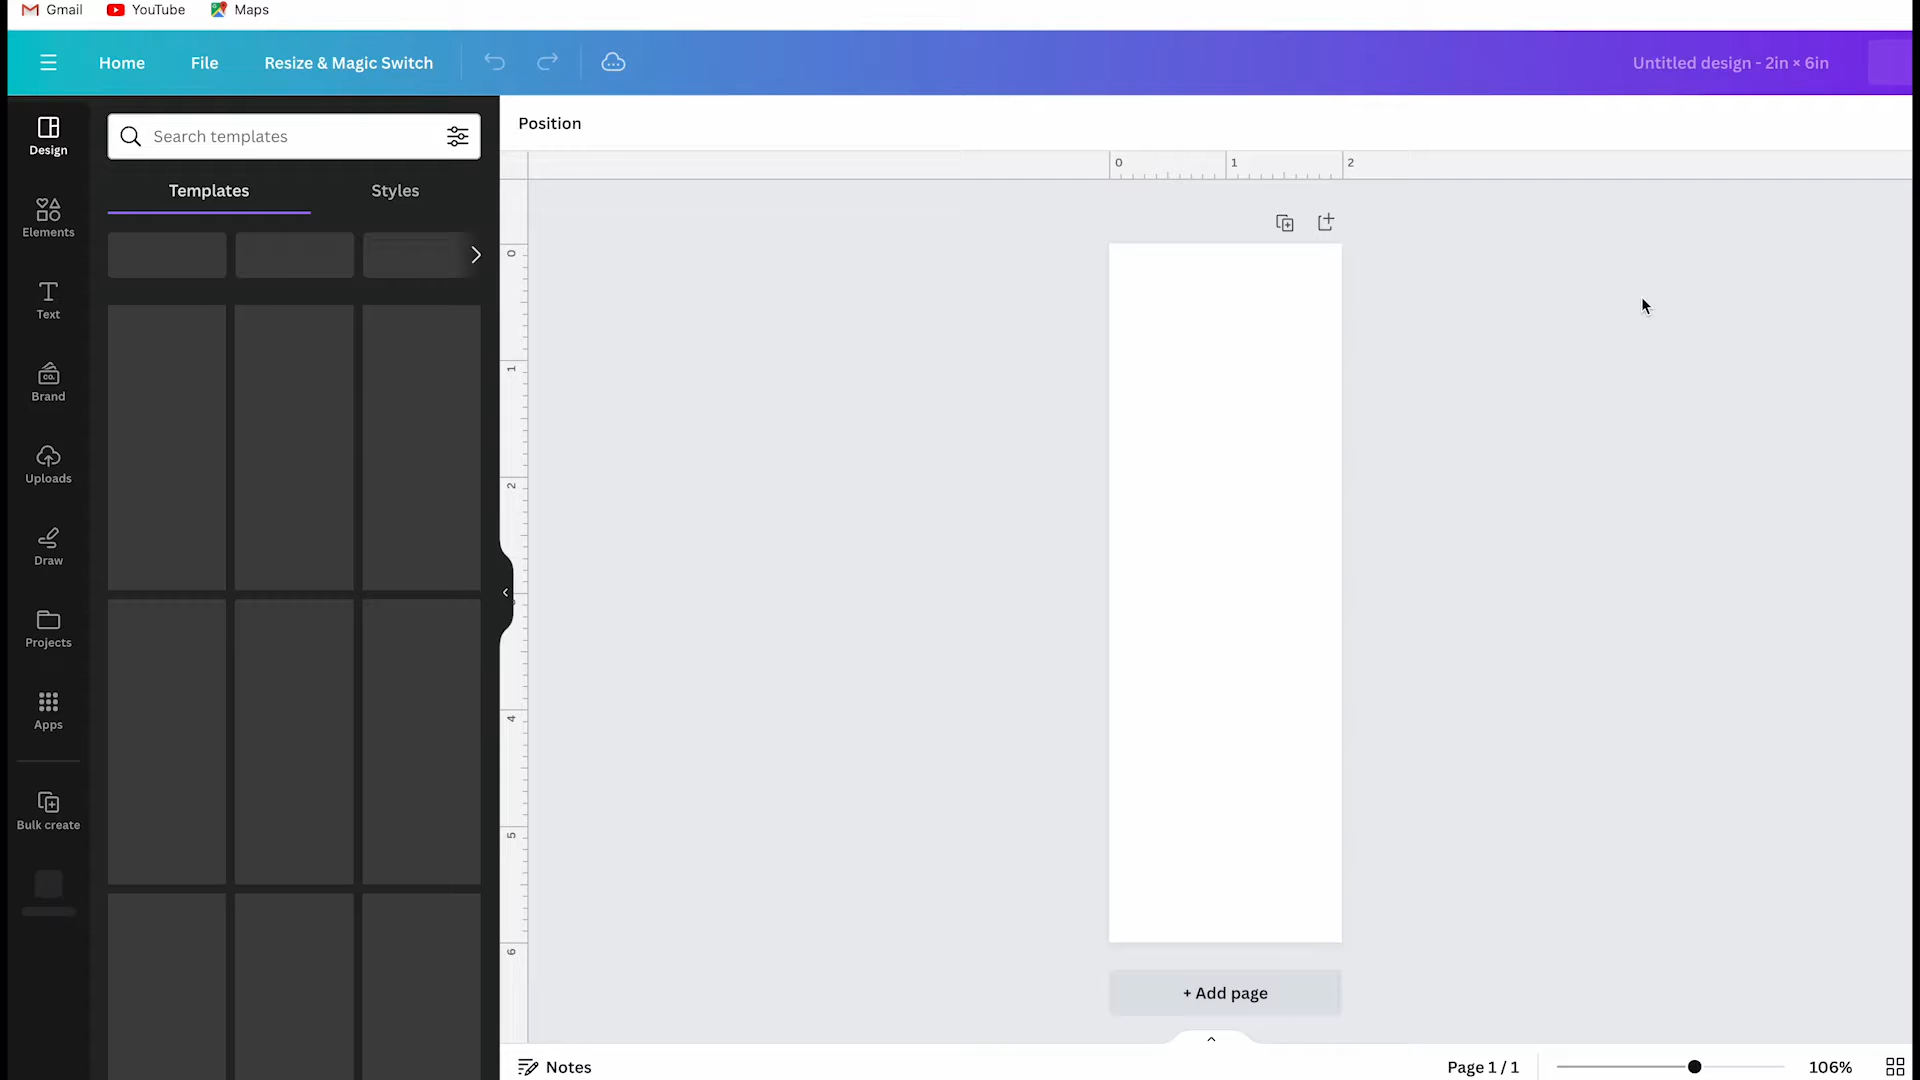 Gmail YouTube Maps
Home File Resize & Magic Switch Untitled design - 2in × 6in
Design
Elements
Text
Brand
CO.
Uploads
Draw
Projects
Apps
Bulk create
Search templates
Templates Styles
Position
0 1 2
0
1
2
4
5
6
+ Add page
Notes
Page 1 / 1
106%